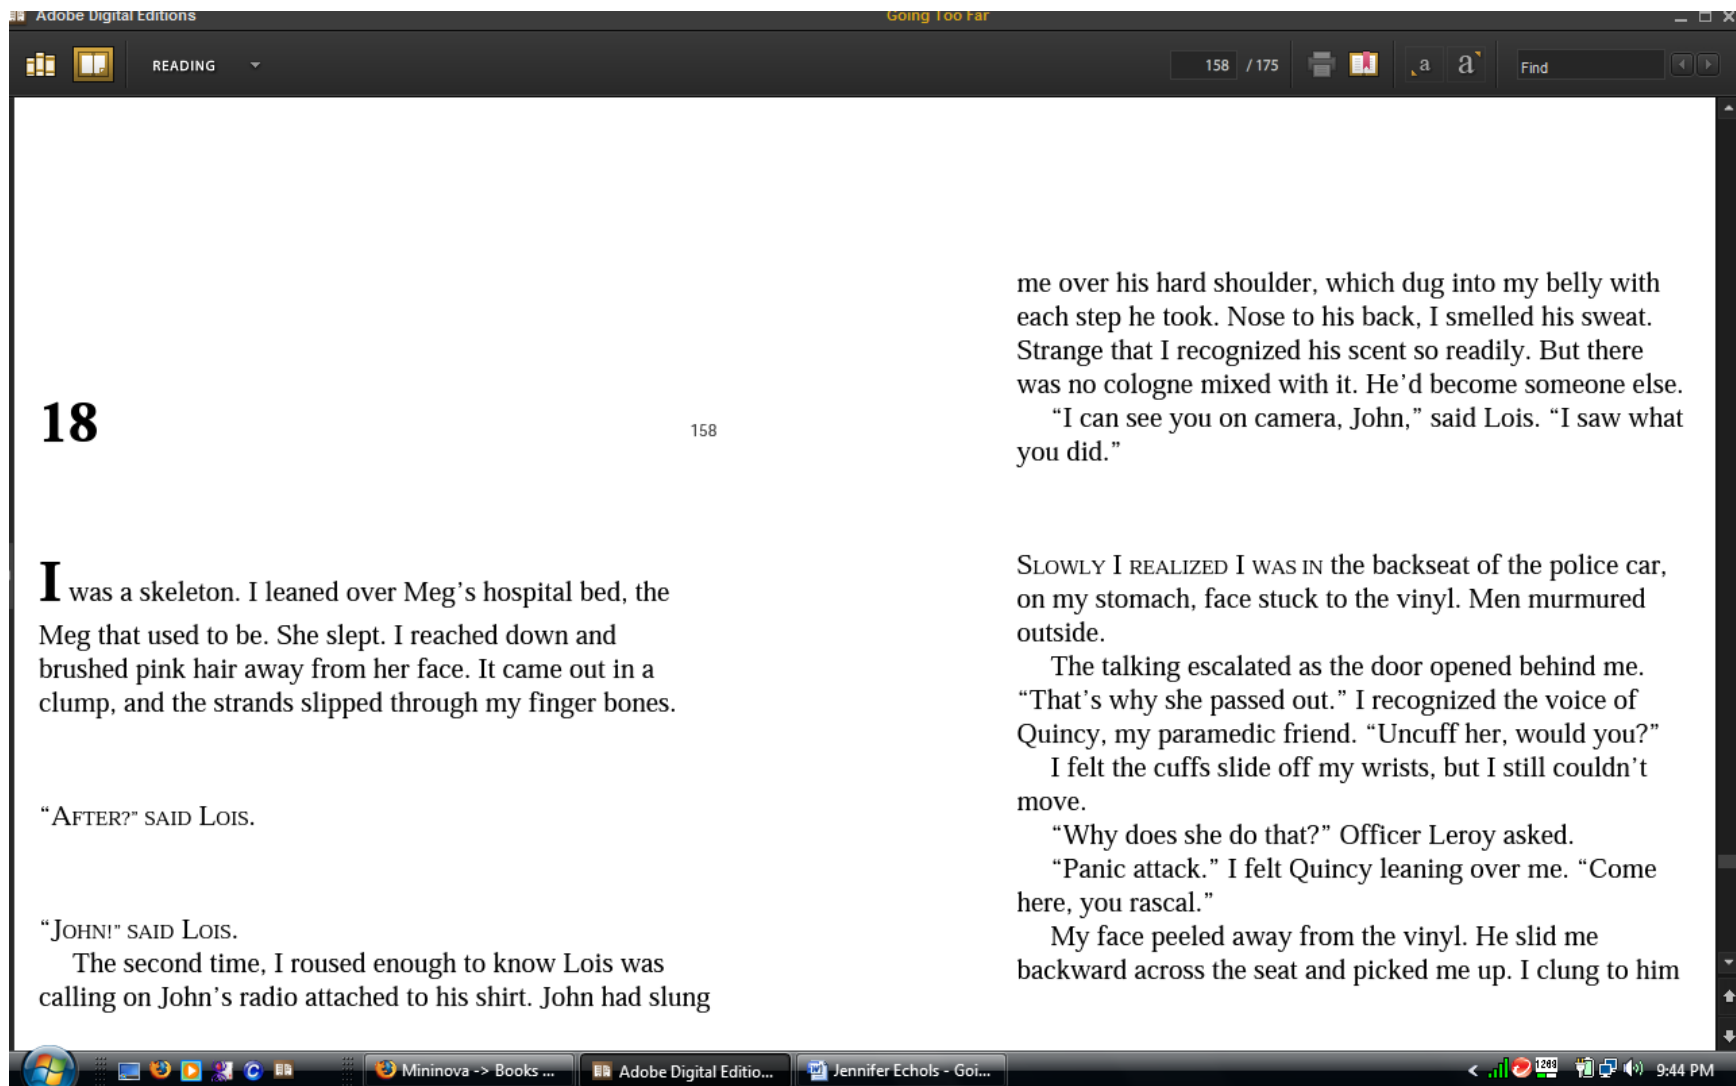 Adobe Digital Editions
Going Too Far
READING
158 / 175
a
a
Find
18
158
I was a skeleton. I leaned over Meg’s hospital bed, the
Meg that used to be. She slept. I reached down and
brushed pink hair away from her face. It came out in a
clump, and the strands slipped through my finger bones.
“AFTER?” SAID LOIS.
“JOHN!” SAID LOIS.
The second time, I roused enough to know Lois was
calling on John’s radio attached to his shirt. John had slung
me over his hard shoulder, which dug into my belly with
each step he took. Nose to his back, I smelled his sweat.
Strange that I recognized his scent so readily. But there
was no cologne mixed with it. He’d become someone else.
“I can see you on camera, John,” said Lois. “I saw what
you did.”
SLOWLY I REALIZED I WAS IN the backseat of the police car,
on my stomach, face stuck to the vinyl. Men murmured
outside.
The talking escalated as the door opened behind me.
“That’s why she passed out.” I recognized the voice of
Quincy, my paramedic friend. “Uncuff her, would you?”
I felt the cuffs slide off my wrists, but I still couldn’t
move.
“Why does she do that?” Officer Leroy asked.
“Panic attack.” I felt Quincy leaning over me. “Come
here, you rascal.”
My face peeled away from the vinyl. He slid me
backward across the seat and picked me up. I clung to him
Mininova -> Books ...
Adobe Digital Editio...
Jennifer Echols - Goi...
9:44 PM